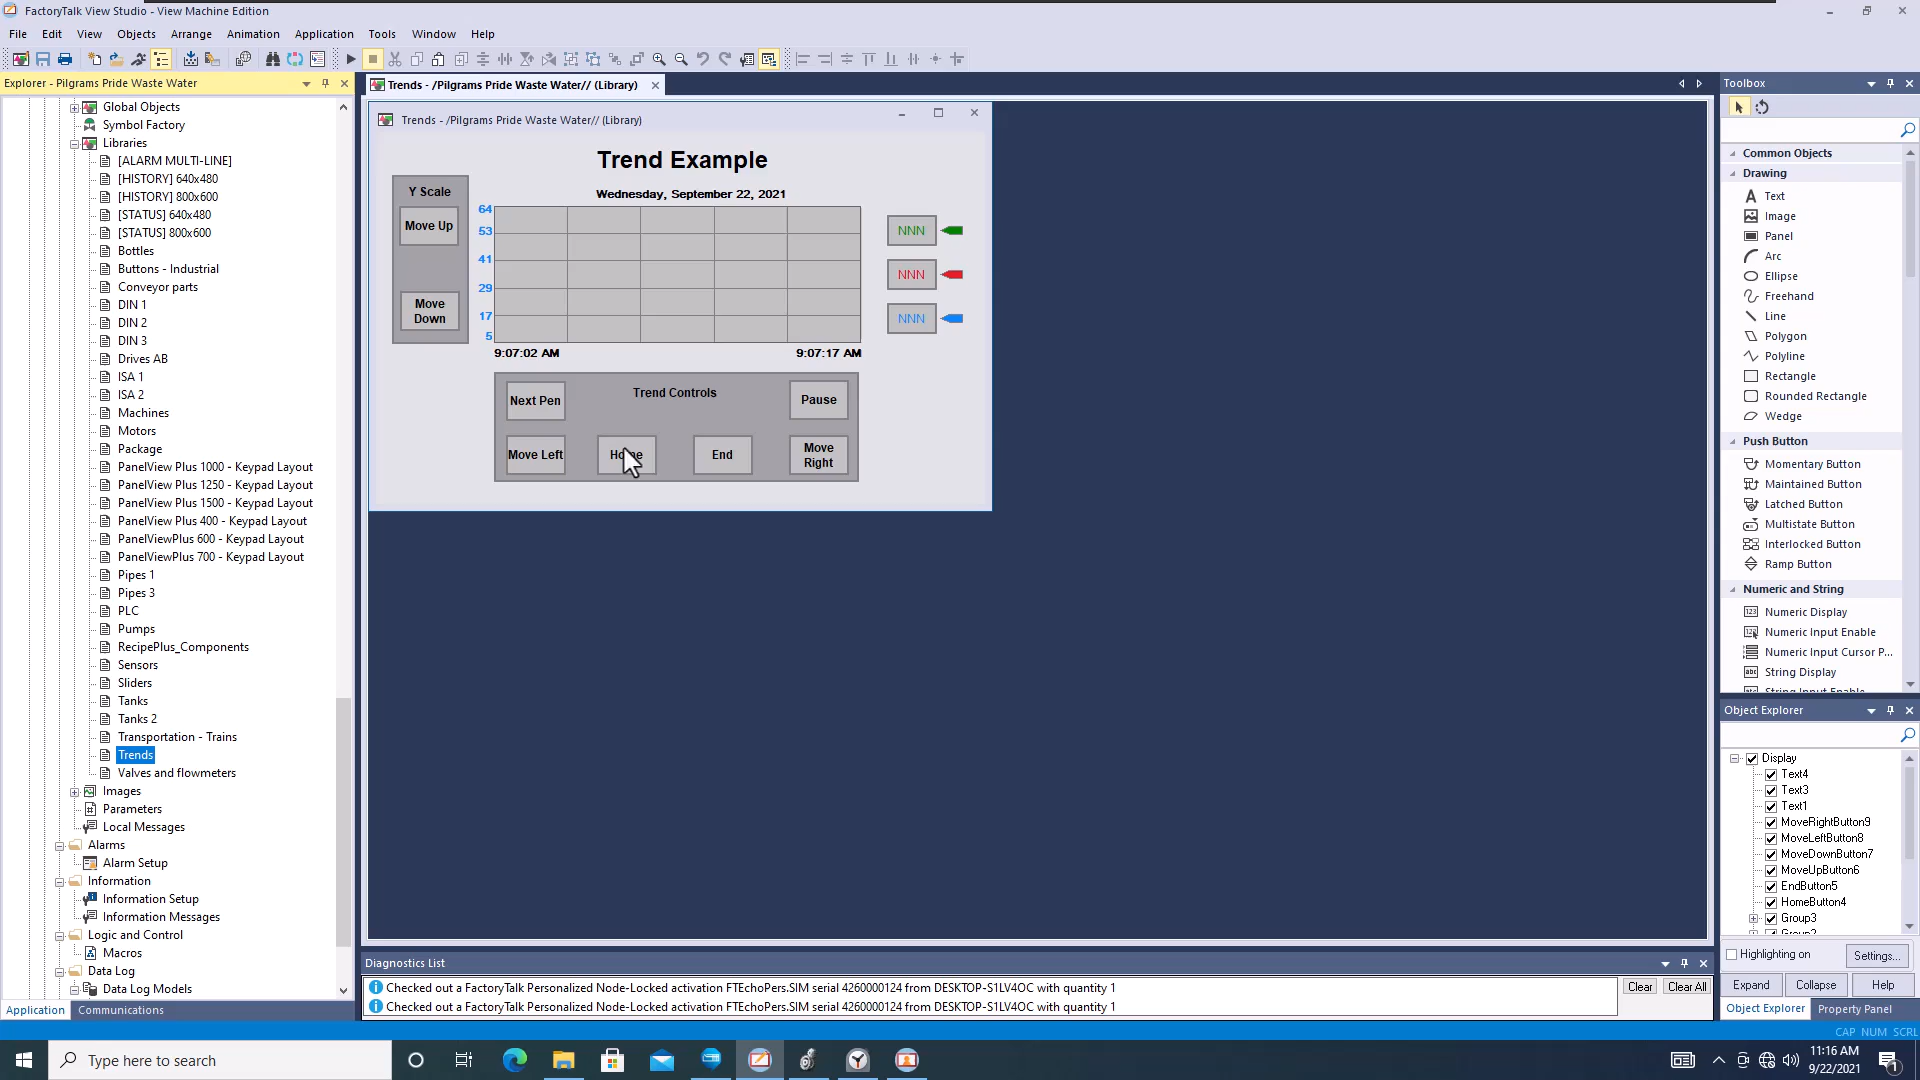 FactoryTalk View Studio - View Machine Edition
File Edit View Objects Arrange Animation Application Tools Window Help
Explorer - Pilgrams Pride Waste Water
Global Objects
Symbol Factory
Libraries
[ALARM MULTI-LINE]
[HISTORY] 640x480
[HISTORY] 800x600
[STATUS] 640x480
[STATUS] 800x600
Bottles
Buttons - Industrial
Conveyor parts
DIN 1
DIN 2
DIN 3
Drives AB
ISA 1
ISA 2
Machines
Motors
Package
PanelView Plus 1000 - Keypad Layout
PanelView Plus 1250 - Keypad Layout
PanelView Plus 1500 - Keypad Layout
PanelView Plus 400 - Keypad Layout
PanelViewPlus 600 - Keypad Layout
PanelViewPlus 700 - Keypad Layout
Pipes 1
Pipes 3
PLC
Pumps
RecipePlus_Components
Sensors
Sliders
Tanks
Tanks 2
Transportation - Trains
Trends
Valves and flowmeters
Images
Parameters
Local Messages
Alarms
Alarm Setup
Information
Information Setup
Information Messages
Logic and Control
Macros
Data Log
Data Log Models
Application Communications
Trends - /Pilgrams Pride Waste Water// (Library)
Trends - /Pilgrams Pride Waste Water// (Library)
Trend Example
Wednesday, September 22, 2021
Y Scale
Move Up
Move
Down
64
53
41
29
17
5
9:07:02 AM 9:07:17 AM
NNN
NNN
NNN
Trend Controls
Next Pen
Pause
Move Left
End
Move
Right
Diagnostics List
Checked out a FactoryTalk Personalized Node-Locked activation FTEchoPers.SIM serial 4260000124 from DESKTOP-S1LV4OC with quantity 1
Checked out a FactoryTalk Personalized Node-Locked activation FTEchoPers.SIM serial 4260000124 from DESKTOP-S1LV4OC with quantity 1
Clear Clear All
Toolbox
Common Objects
Drawing
Text
Image
Panel
Arc
Ellipse
Freehand
Line
Polygon
Polyline
Rectangle
Rounded Rectangle
Wedge
Push Button
Momentary Button
Maintained Button
Latched Button
Multistate Button
Interlocked Button
Ramp Button
Numeric and String
Numeric Display
Numeric Input Enable
Numeric Input Cursor P...
String Display
Object Explorer
Display
Text4
Text3
Text1
MoveRightButton9
MoveLeftButton8
MoveDownButton7
MoveUpButton6
EndButton5
HomeButton4
Group3
Highlighting on
Settings...
Expand Collapse Help
Object Explorer Property Panel
CAP NUM SCRL
Type here to search
11:16 AM
9/22/2021
1